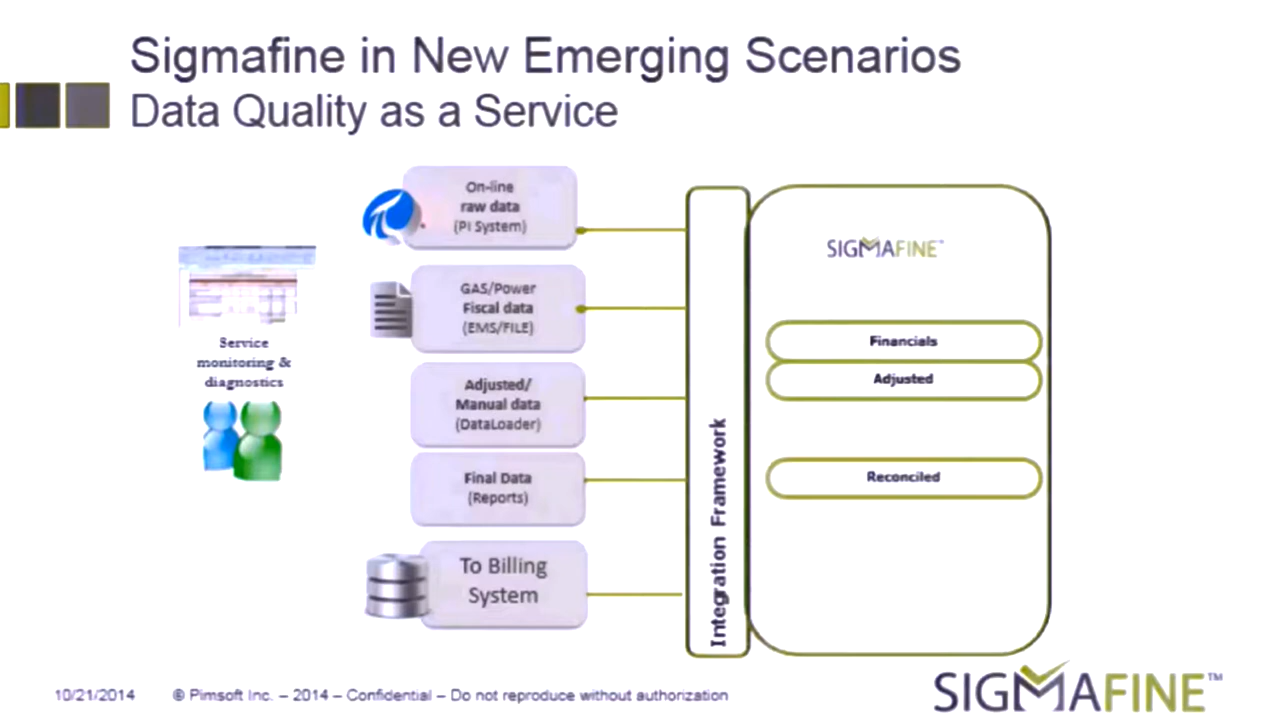 Sigmafine in New Emerging Scenarios
Data Quality as a Service
On-line
raw data
(PI System)
GAS/Power
Fiscal data
(EMS/FILE)
Service
monitoring &
diagnostics
Adjusted/
Manual data
(DataLoader)
Final Data
(Reports)
To Billing
System
Integration Framework
SIGMAFINE™
Financials
Adjusted
Reconciled
10/21/2014
© Pimsoft Inc. – 2014 – Confidential – Do not reproduce without authorization
SIGMAFINE™